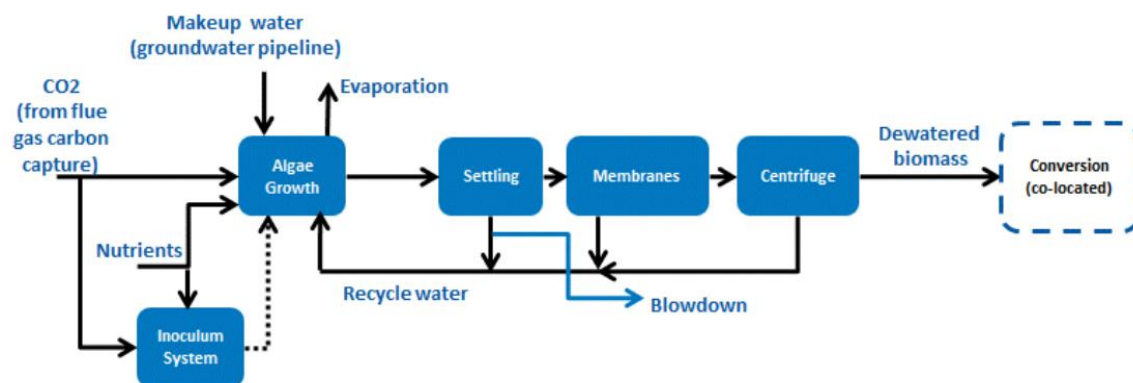 Makeup water
(groundwater pipeline)
CO2
(from flue
gas carbon
capture)
Evaporation
Algae
Growth
Settling
Membranes
Centrifuge
Dewatered
biomass
Conversion
(co-located)
Nutrients
Recycle water
Blowdown
Inoculum
System